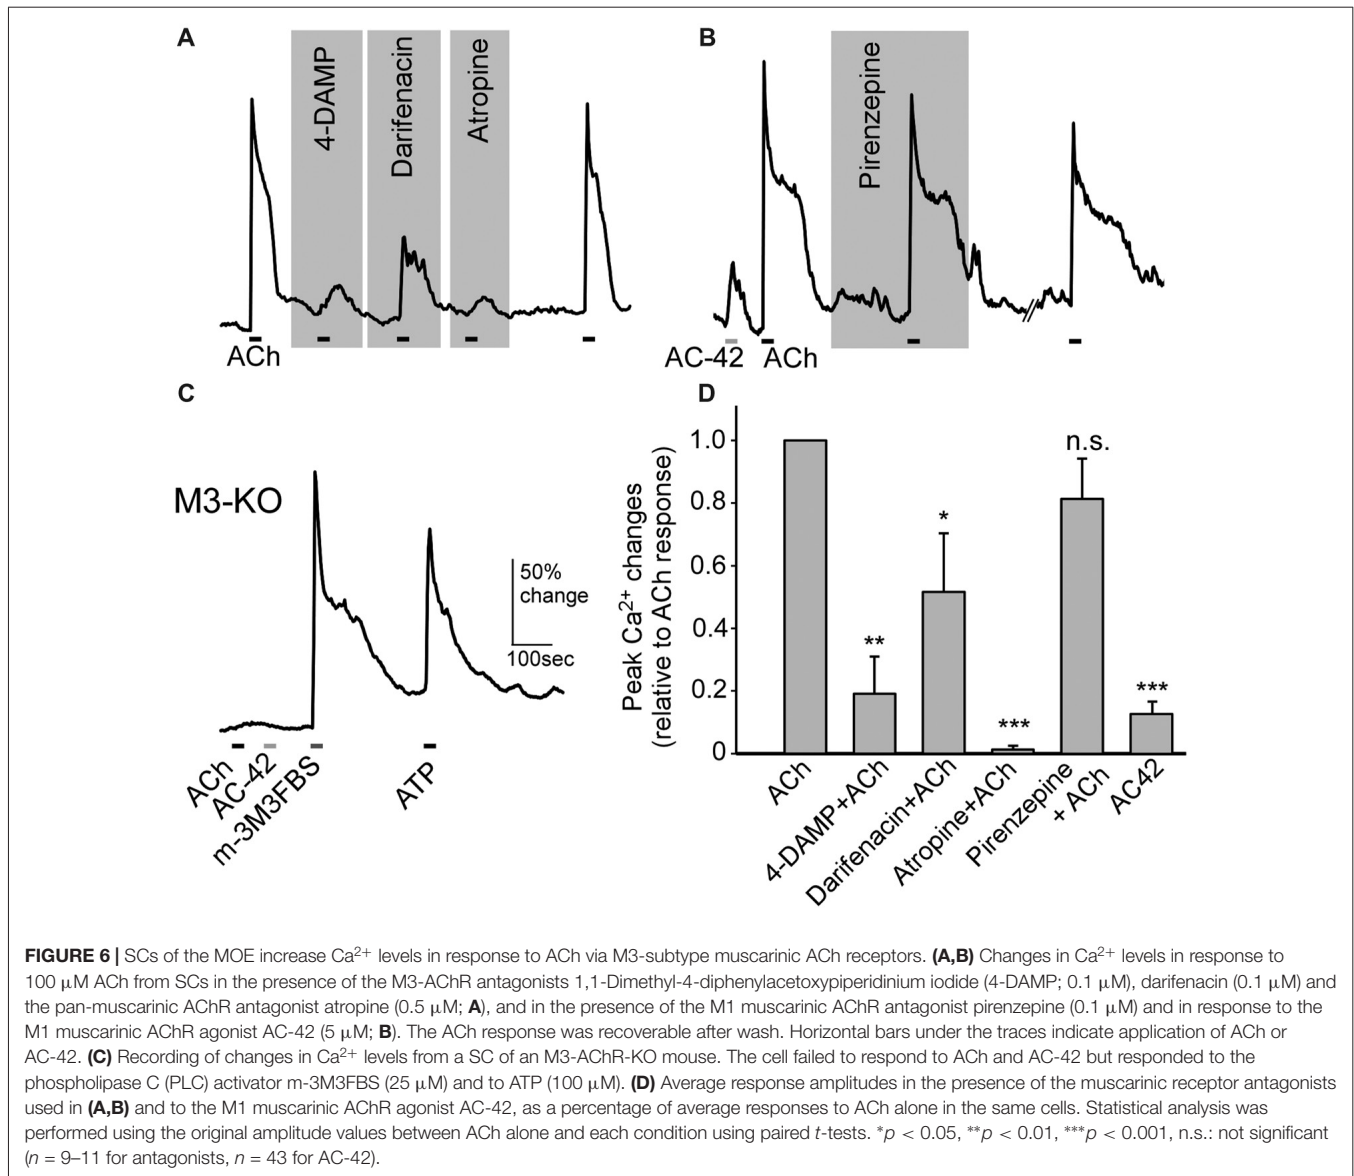 A
B
4-DAMP
Darifenacin
Atropine
Pirenzepine
ACh
AC-42
ACh
C
D
M3-KO
50%
change
100sec
ACh
AC-42
m-3M3FBS
ATP
Peak Ca²⁺ changes
(relative to ACh response)
1.0
0.8
0.6
0.4
0.2
0
**
*
***
n.s.
***
ACh
4-DAMP+ACh
Darifenacin+ACh
Atropine+ACh
Pirenzepine
+ ACh
AC42
FIGURE 6 | SCs of the MOE increase Ca²⁺ levels in response to ACh via M3-subtype muscarinic ACh receptors. (A,B) Changes in Ca²⁺ levels in response to
100 μM ACh from SCs in the presence of the M3-AChR antagonists 1,1-Dimethyl-4-diphenylacetoxypiperidinium iodide (4-DAMP; 0.1 μM), darifenacin (0.1 μM) and
the pan-muscarinic AChR antagonist atropine (0.5 μM; A), and in the presence of the M1 muscarinic AChR antagonist pirenzepine (0.1 μM) and in response to the
M1 muscarinic AChR agonist AC-42 (5 μM; B). The ACh response was recoverable after wash. Horizontal bars under the traces indicate application of ACh or
AC-42. (C) Recording of changes in Ca²⁺ levels from a SC of an M3-AChR-KO mouse. The cell failed to respond to ACh and AC-42 but responded to the
phospholipase C (PLC) activator m-3M3FBS (25 μM) and to ATP (100 μM). (D) Average response amplitudes in the presence of the muscarinic receptor antagonists
used in (A,B) and to the M1 muscarinic AChR agonist AC-42, as a percentage of average responses to ACh alone in the same cells. Statistical analysis was
performed using the original amplitude values between ACh alone and each condition using paired t-tests. *p < 0.05, **p < 0.01, ***p < 0.001, n.s.: not significant
(n = 9–11 for antagonists, n = 43 for AC-42).